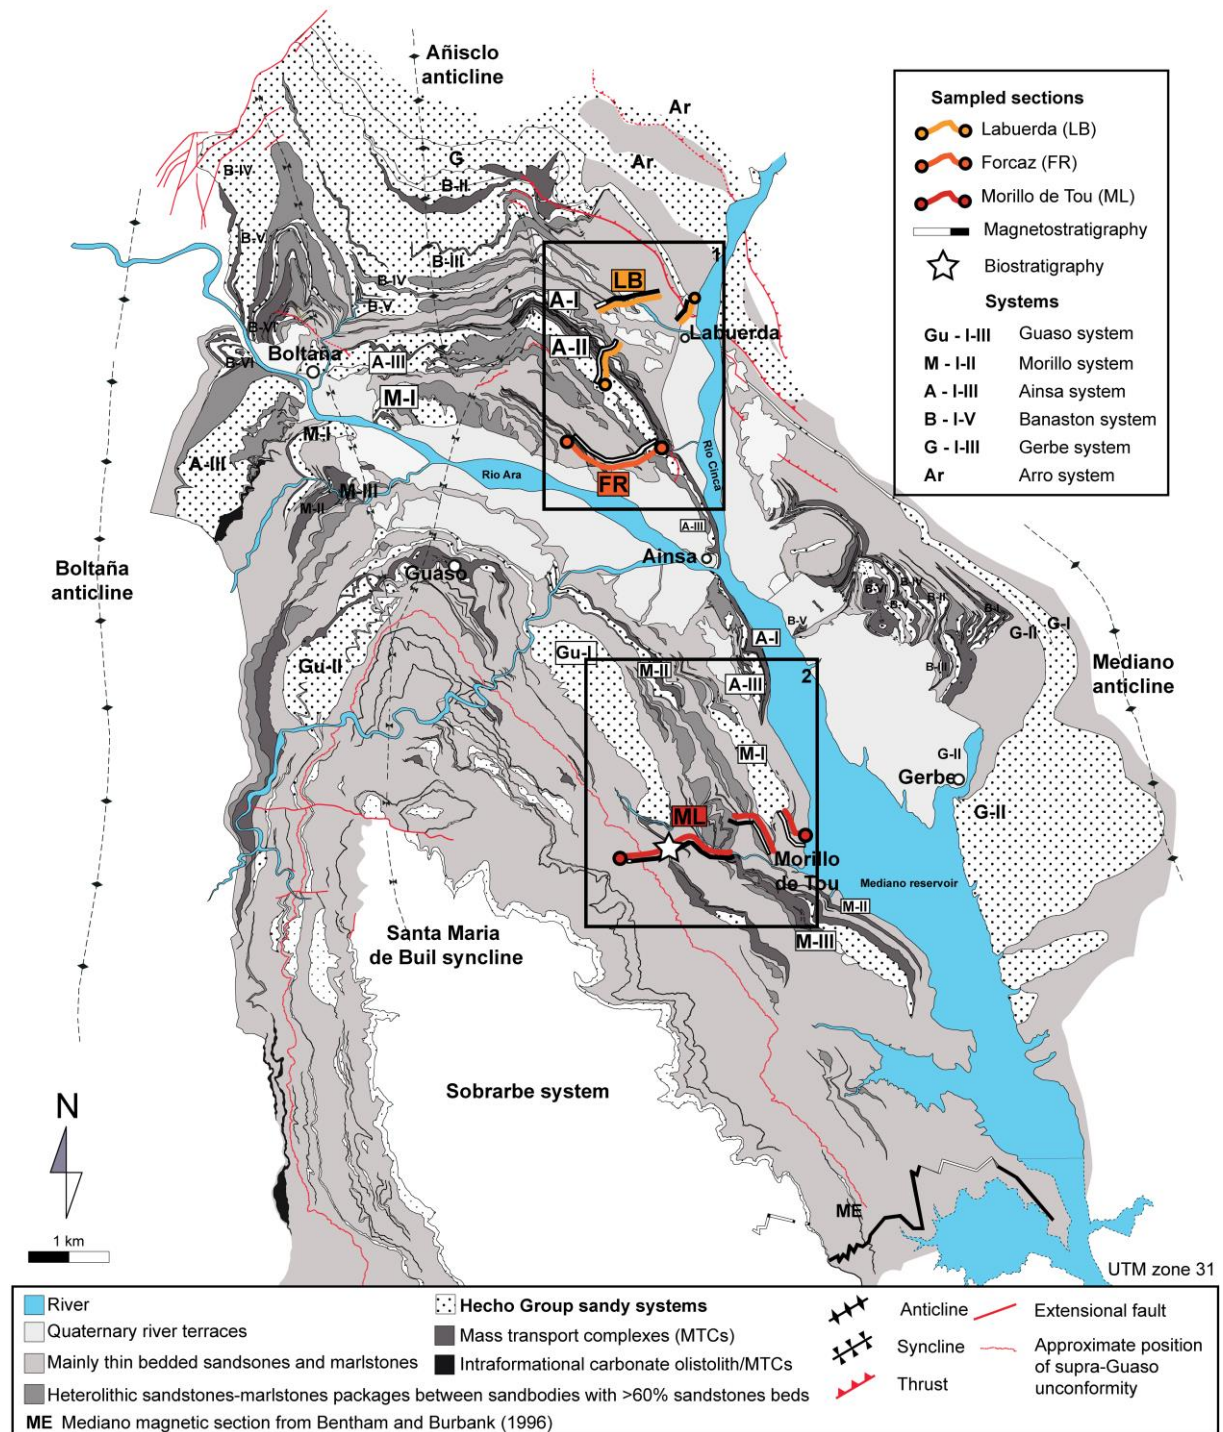 Añisclo
anticline
Ar
Ar
G
B-II
B-IV
B-V
B-III
B-IV
B-V
B-VI
B-VI
Boltaña
A-III
M-I
M-I
A-III
M-III
M-II
A-I
A-II
LB
1
Labuerda
FR
Rio Ara
Rio Cinca
A-III
Ainsa
Guaso
Boltaña
anticline
Gu-II
Gu-I
M-II
A-I
A-III
2
M-I
ML
Morillo
de Tou
M-II
M-III
Mediano reservoir
B-VI
B-IV
B-V
B-II
B-I
B-III
B-V
G-II
G-I
Mediano
anticline
G-II
Gerbe
G-II
Santa Maria
de Buil syncline
Sobrarbe system
ME
N
1 km
UTM zone 31
Sampled sections
Labuerda (LB)
Forcaz (FR)
Morillo de Tou (ML)
Magnetostratigraphy
Biostratigraphy
Systems
Gu - I-III Guaso system
M - I-II Morillo system
A - I-III Ainsa system
B - I-V Banaston system
G - I-III Gerbe system
Ar Arro system
River
Quaternary river terraces
Mainly thin bedded sandsones and marlstones
Heterolithic sandstones-marlstones packages between sandbodies with >60% sandstones beds
ME Mediano magnetic section from Bentham and Burbank (1996)
Hecho Group sandy systems
Mass transport complexes (MTCs)
Intraformational carbonate olistolith/MTCs
Anticline
Syncline
Thrust
Extensional fault
Approximate position
of supra-Guaso
unconformity